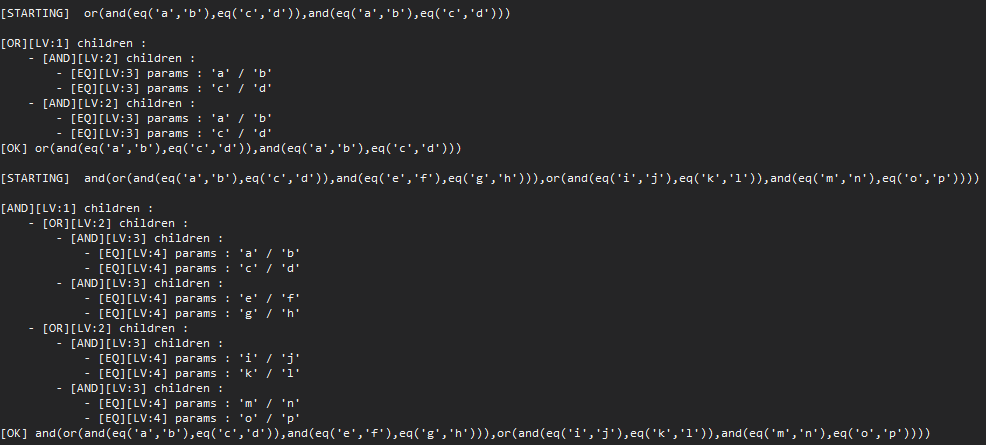 [STARTING]  or(and(eq('a','b'),eq('c','d')),and(eq('a','b'),eq('c','d')))
[OR][LV:1] children :
    - [AND][LV:2] children :
        - [EQ][LV:3] params : 'a' / 'b'
        - [EQ][LV:3] params : 'c' / 'd'
    - [AND][LV:2] children :
        - [EQ][LV:3] params : 'a' / 'b'
        - [EQ][LV:3] params : 'c' / 'd'
[OK] or(and(eq('a','b'),eq('c','d')),and(eq('a','b'),eq('c','d')))
[STARTING]  and(or(and(eq('a','b'),eq('c','d')),and(eq('e','f'),eq('g','h'))),or(and(eq('i','j'),eq('k','l')),and(eq('m','n'),eq('o','p'))))
[AND][LV:1] children :
    - [OR][LV:2] children :
        - [AND][LV:3] children :
            - [EQ][LV:4] params : 'a' / 'b'
            - [EQ][LV:4] params : 'c' / 'd'
        - [AND][LV:3] children :
            - [EQ][LV:4] params : 'e' / 'f'
            - [EQ][LV:4] params : 'g' / 'h'
    - [OR][LV:2] children :
        - [AND][LV:3] children :
            - [EQ][LV:4] params : 'i' / 'j'
            - [EQ][LV:4] params : 'k' / 'l'
        - [AND][LV:3] children :
            - [EQ][LV:4] params : 'm' / 'n'
            - [EQ][LV:4] params : 'o' / 'p'
[OK] and(or(and(eq('a','b'),eq('c','d')),and(eq('e','f'),eq('g','h'))),or(and(eq('i','j'),eq('k','l')),and(eq('m','n'),eq('o','p'))))